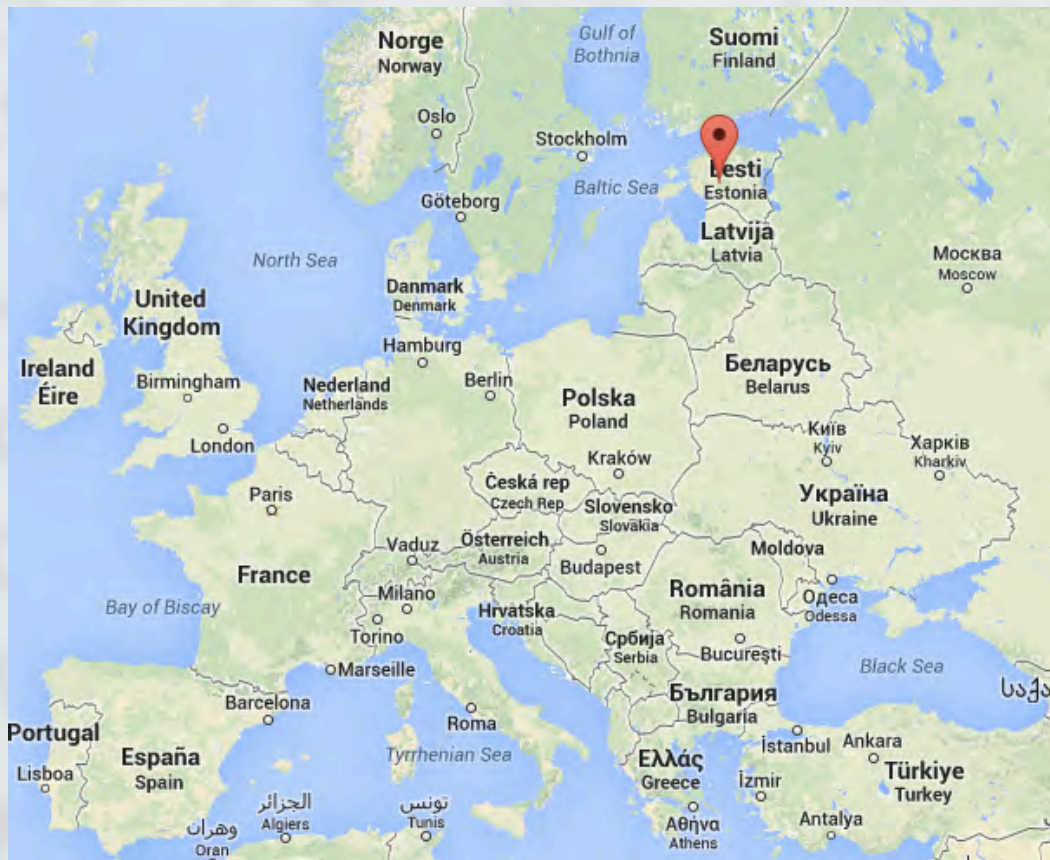 Norge
Norway
Gulf of
Bothnia
Suomi
Finland
Oslo
Stockholm
Baltic Sea
Eesti
Estonia
Göteborg
Latvija
Latvia
North Sea
Москва
Moscow
Danmark
Denmark
United
Kingdom
Hamburg
Ireland
Éire
Birmingham
Nederland
Netherlands
Berlin
Polska
Poland
Беларусь
Belarus
London
Київ
Kyiv
Харків
Kharkiv
Kraków
Česká rep
Czech Rep
Paris
Slovensko
Slovakia
Україна
Ukraine
Vaduz
Österreich
Austria
Budapest
Moldova
France
România
Romania
Одеса
Odessa
Bay of Biscay
Milano
Hrvatska
Croatia
Torino
Србија
Serbia
București
Black Sea
Marseille
България
Bulgaria
Barcelona
Roma
Portugal
España
Spain
Tyrrhenian Sea
Ελλάς
Greece
İstanbul
Ankara
Türkiye
Turkey
Lisboa
İzmir
الجزائر
Algiers
تونس
Tunis
وهران
Oran
Αθήνα
Athens
Antalya